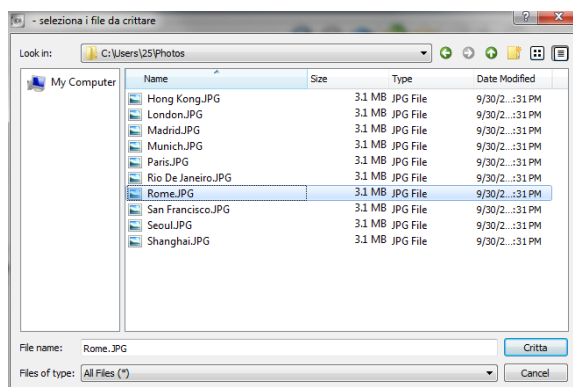 - seleziona i file da crittare
Look in: C:\Users\25\Photos
My Computer
Name Size Type Date Modified
Hong Kong.JPG 3.1 MB JPG File 9/30/2...:31 PM
London.JPG 3.1 MB JPG File 9/30/2...:31 PM
Madrid.JPG 3.1 MB JPG File 9/30/2...:31 PM
Munich.JPG 3.1 MB JPG File 9/30/2...:31 PM
Paris.JPG 3.1 MB JPG File 9/30/2...:31 PM
Rio De Janeiro.JPG 3.1 MB JPG File 9/30/2...:31 PM
Rome.JPG 3.1 MB JPG File 9/30/2...:31 PM
San Francisco.JPG 3.1 MB JPG File 9/30/2...:31 PM
Seoul.JPG 3.1 MB JPG File 9/30/2...:31 PM
Shanghai.JPG 3.1 MB JPG File 9/30/2...:31 PM
File name: Rome.JPG Critta
Files of type: All Files (*) Cancel